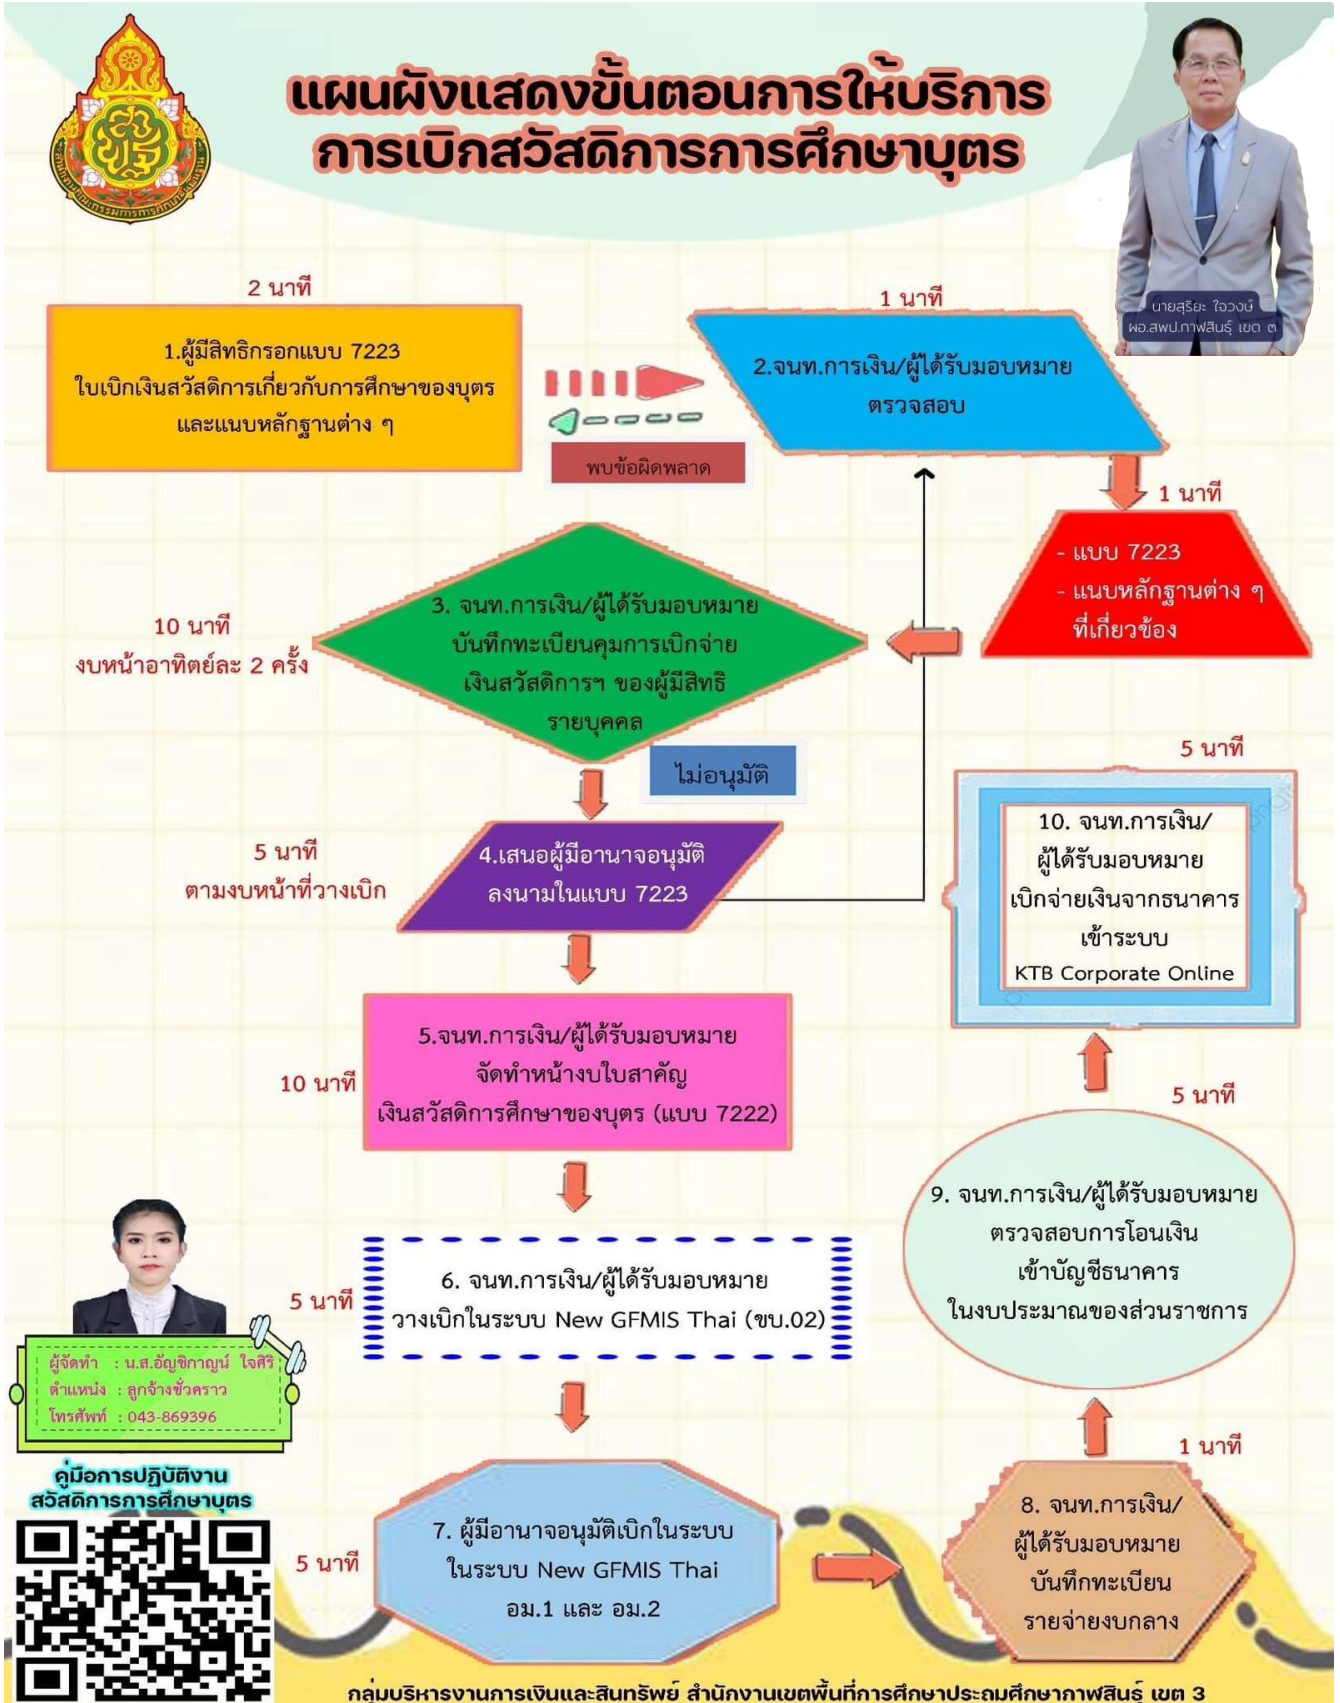 แผนผังแสดงขั้นตอนการให้บริการ
การเบิกสวัสดิการการศึกษาบุตร
นายสุริยะ ใจวงษ์
ผอ.สพป.กาฬสินธุ์ เขต ๓
2 นาที
1.ผู้มีสิทธิกรอกแบบ 7223
ใบเบิกเงินสวัสดิการเกี่ยวกับการศึกษาของบุตร
และแนบหลักฐานต่าง ๆ
พบข้อผิดพลาด
1 นาที
2.จนท.การเงิน/ผู้ได้รับมอบหมาย
ตรวจสอบ
1 นาที
- แบบ 7223
- แนบหลักฐานต่าง ๆ
ที่เกี่ยวข้อง
10 นาที
งบหน้าอาทิตย์ละ 2 ครั้ง
3. จนท.การเงิน/ผู้ได้รับมอบหมาย
บันทึกทะเบียนคุมการเบิกจ่าย
เงินสวัสดิการฯ ของผู้มีสิทธิ
รายบุคคล
ไม่อนุมัติ
5 นาที
ตามงบหน้าที่วางเบิก
4.เสนอผู้มีอานาจอนุมัติ
ลงนามในแบบ 7223
10 นาที
5.จนท.การเงิน/ผู้ได้รับมอบหมาย
จัดทำหน้างบใบสาคัญ
เงินสวัสดิการศึกษาของบุตร (แบบ 7222)
5 นาที
6. จนท.การเงิน/ผู้ได้รับมอบหมาย
วางเบิกในระบบ New GFMIS Thai (ขบ.02)
5 นาที
7. ผู้มีอานาจอนุมัติเบิกในระบบ
ในระบบ New GFMIS Thai
อม.1 และ อม.2
1 นาที
8. จนท.การเงิน/
ผู้ได้รับมอบหมาย
บันทึกทะเบียน
รายจ่ายงบกลาง
5 นาที
9. จนท.การเงิน/ผู้ได้รับมอบหมาย
ตรวจสอบการโอนเงิน
เข้าบัญชีธนาคาร
ในงบประมาณของส่วนราชการ
5 นาที
10. จนท.การเงิน/
ผู้ได้รับมอบหมาย
เบิกจ่ายเงินจากธนาคาร
เข้าระบบ
KTB Corporate Online
ผู้จัดทำ : น.ส.อัญชิกาญน์ ใจศิริ
ตำแหน่ง : ลูกจ้างชั่วคราว
โทรศัพท์ : 043-869396
คู่มือการปฏิบัติงาน
สวัสดิการการศึกษาบุตร
กลุ่มบริหารงานการเงินและสินทรัพย์ สำนักงานเขตพื้นที่การศึกษาประถมศึกษากาฬสินธุ์ เขต 3